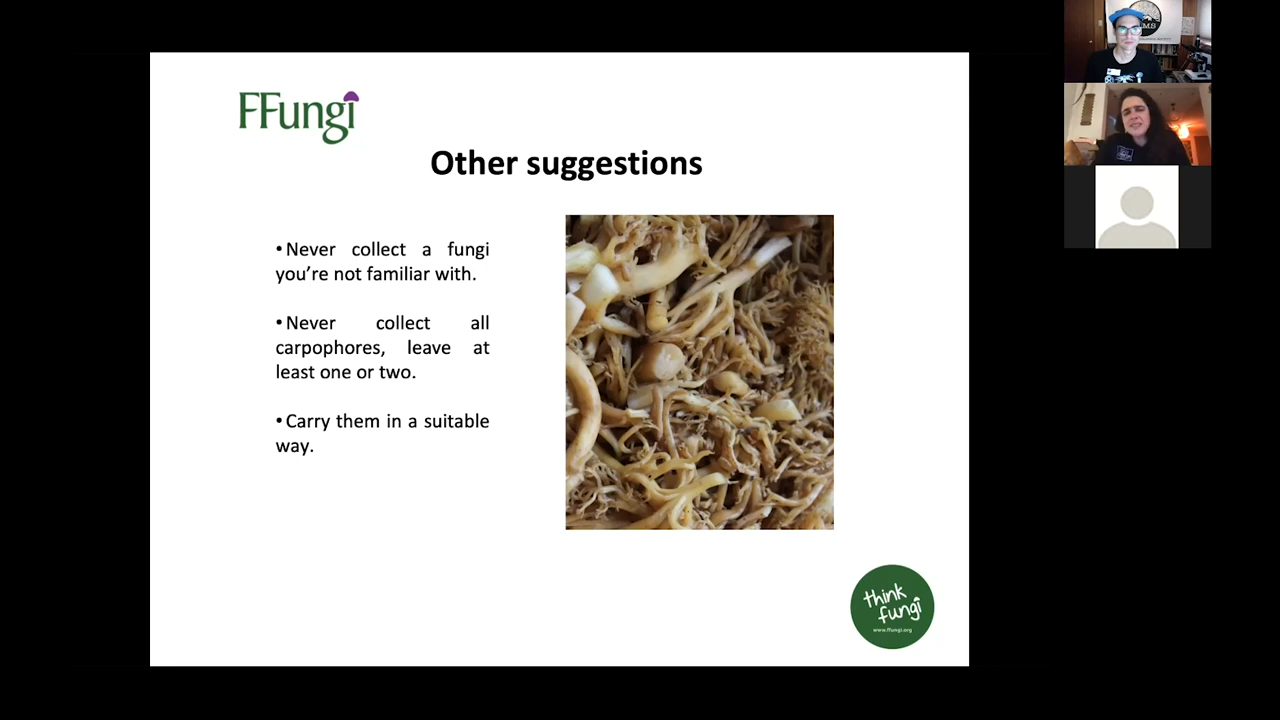 FFungi
Other suggestions
•Never collect a fungi
you’re not familiar with.
•Never collect all
carpophores, leave at
least one or two.
•Carry them in a suitable
way.
think
fungi
www.ffungi.org